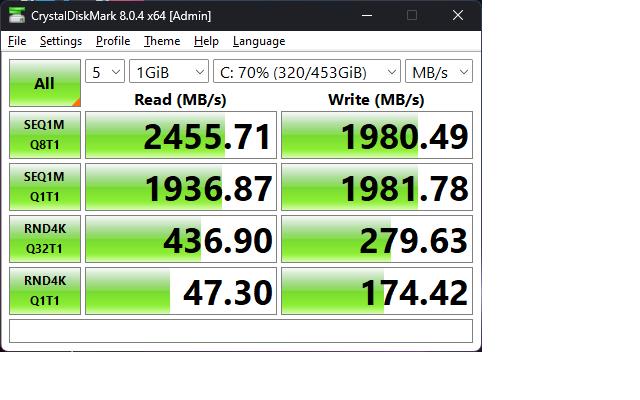 CrystalDiskMark 8.0.4 x64 [Admin]
File Settings Profile Theme Help Language
All 5 1GiB C: 70% (320/453GiB) MB/s
Read (MB/s) Write (MB/s)
SEQ1M
Q8T1
2455.71 1980.49
SEQ1M
Q1T1
1936.87 1981.78
RND4K
Q32T1
436.90 279.63
RND4K
Q1T1
47.30 174.42